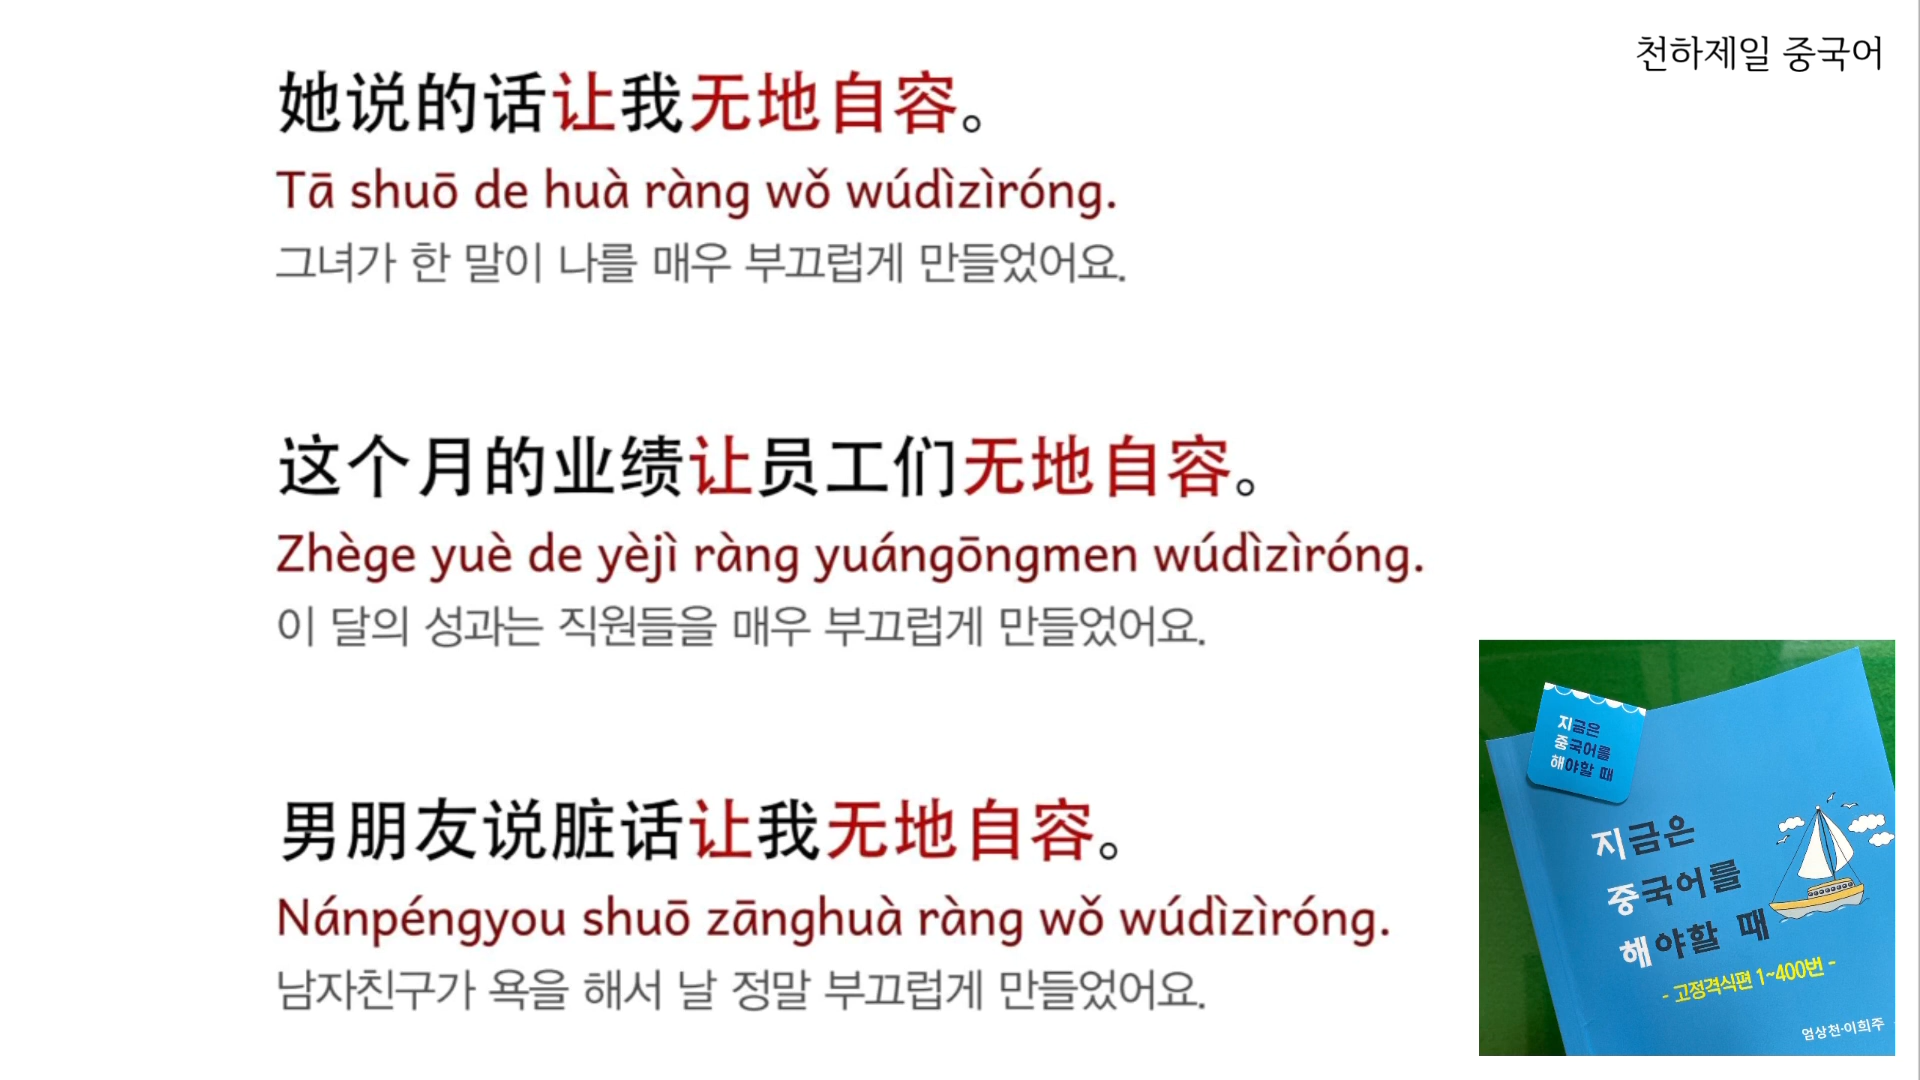 천하제일 중국어
她说的话让我无地自容。
Tā shuō de huà ràng wǒ wúdìzìróng.
그녀가 한 말이 나를 매우 부끄럽게 만들었어요.
这个月的业绩让员工们无地自容。
Zhège yuè de yèjì ràng yuángōngmen wúdìzìróng.
이 달의 성과는 직원들을 매우 부끄럽게 만들었어요.
男朋友说脏话让我无地自容。
Nánpéngyou shuō zānghuà ràng wǒ wúdìzìróng.
남자친구가 욕을 해서 날 정말 부끄럽게 만들었어요.
지금은
중국어를
해야할 때
지금은
중국어를
해야할 때
- 고정격식편 1~400번 -
엄상천·이희주